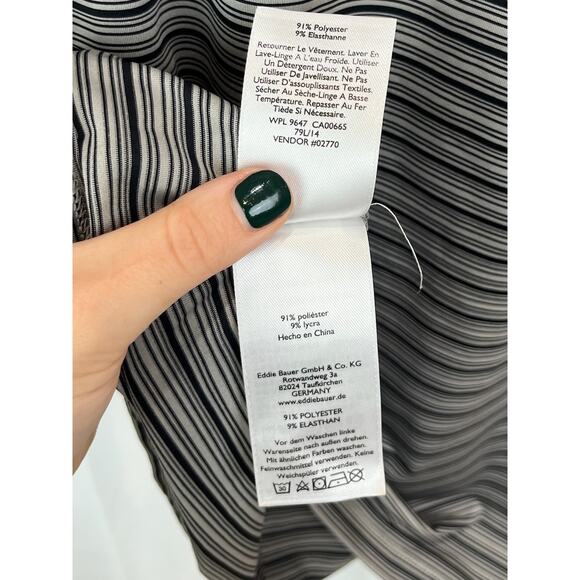 91% Polyester
9% Elasthanne
Retourner Le Vêtement. Laver En
Lave-Linge A L'eau Froide. Utiliser
Un Détergent Doux. Ne Pas
Utiliser De Javellisant. Ne Pas
Utiliser D'assouplissants Textiles.
Sécher Au Sèche-Linge A Basse
Température. Repasser Au Fer
Tiède Si Nécessaire.
WPL 9647 CA00665
79L/14
VENDOR #02770
91% poliéster
9% lycra
Hecho en China
Eddie Bauer GmbH & Co. KG
Rotwandweg 3a
82024 Taufkirchen
GERMANY
www.eddiebauer.de
91% POLYESTER
9% ELASTHAN
Vor dem Waschen linke
Warenseite nach außen drehen.
Mit ähnlichen Farben waschen.
Feinwaschmittel verwenden. Keine
Weichspüler verwenden.
30